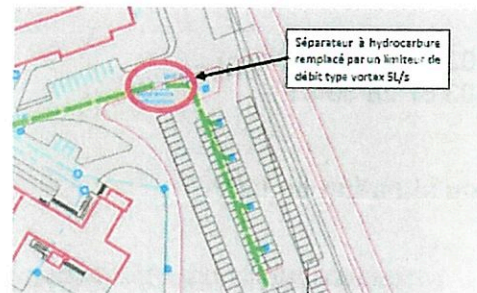 Séparateur à hydrocarbure
remplacé par un limiteur de
débit type vortex 5L/s